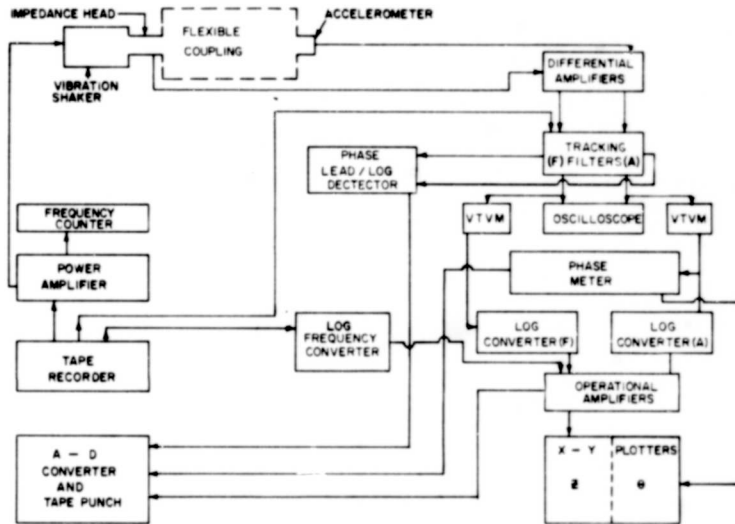 IMPEDANCE HEAD
FLEXIBLE
COUPLING
ACCELEROMETER
VIBRATION
SHAKER
DIFFERENTIAL
AMPLIFIERS
PHASE
LEAD / LOG
DECTECTOR
TRACKING
(F) FILTERS (A)
FREQUENCY
COUNTER
VTVM
OSCILLOSCOPE
VTVM
POWER
AMPLIFIER
PHASE
METER
TAPE
RECORDER
LOG
FREQUENCY
CONVERTER
LOG
CONVERTER (F)
LOG
CONVERTER (A)
OPERATIONAL
AMPLIFIERS
A - D
CONVERTER
AND
TAPE PUNCH
X - Y PLOTTERS
Z θ